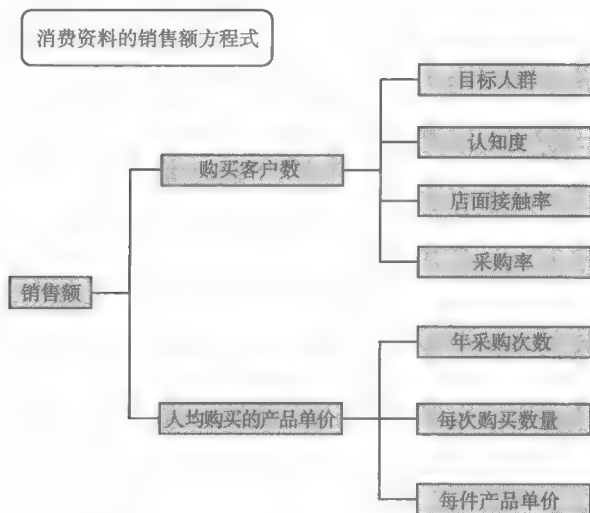 消费资料的销售额方程式
目标人群
认知度
购买客户数
店面接触率
采购率
销售额
年采购次数
人均购买的产品单价
每次购买数量
每件产品单价